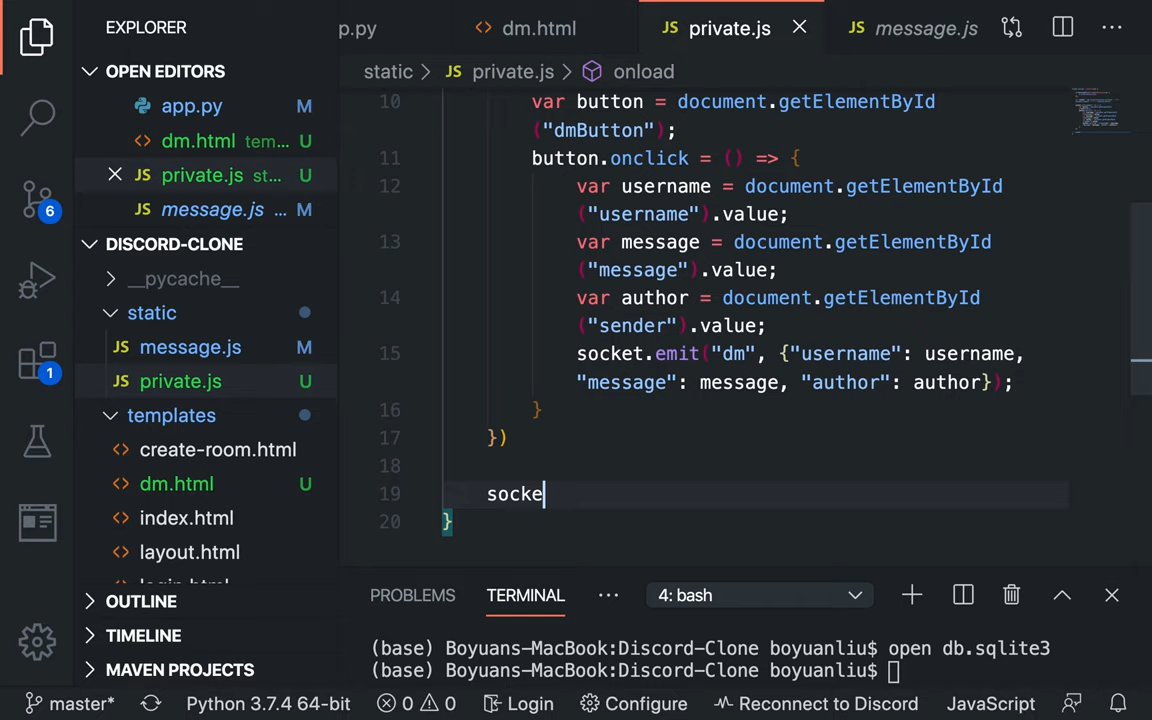 EXPLORER
p.py
dm.html
private.js
message.js
OPEN EDITORS
static
private.js
onload
app.py
M
dm.html tem...
U
private.js st...
U
message.js ...
M
DISCORD-CLONE
__pycache__
static
message.js
M
private.js
U
templates
create-room.html
dm.html
U
index.html
layout.html
OUTLINE
TIMELINE
MAVEN PROJECTS
6
1
10 var button = document.getElementById
("dmButton");
11 button.onclick = () => {
12 var username = document.getElementById
("username").value;
13 var message = document.getElementById
("message").value;
14 var author = document.getElementById
("sender").value;
15 socket.emit("dm", {"username": username,
"message": message, "author": author});
16 }
17 })
18
19 socke
20 }
PROBLEMS
TERMINAL
4: bash
(base) Boyuans-MacBook:Discord-Clone boyuanliu$ open db.sqlite3
(base) Boyuans-MacBook:Discord-Clone boyuanliu$
master*
Python 3.7.4 64-bit
0
0
Login
Configure
Reconnect to Discord
JavaScript